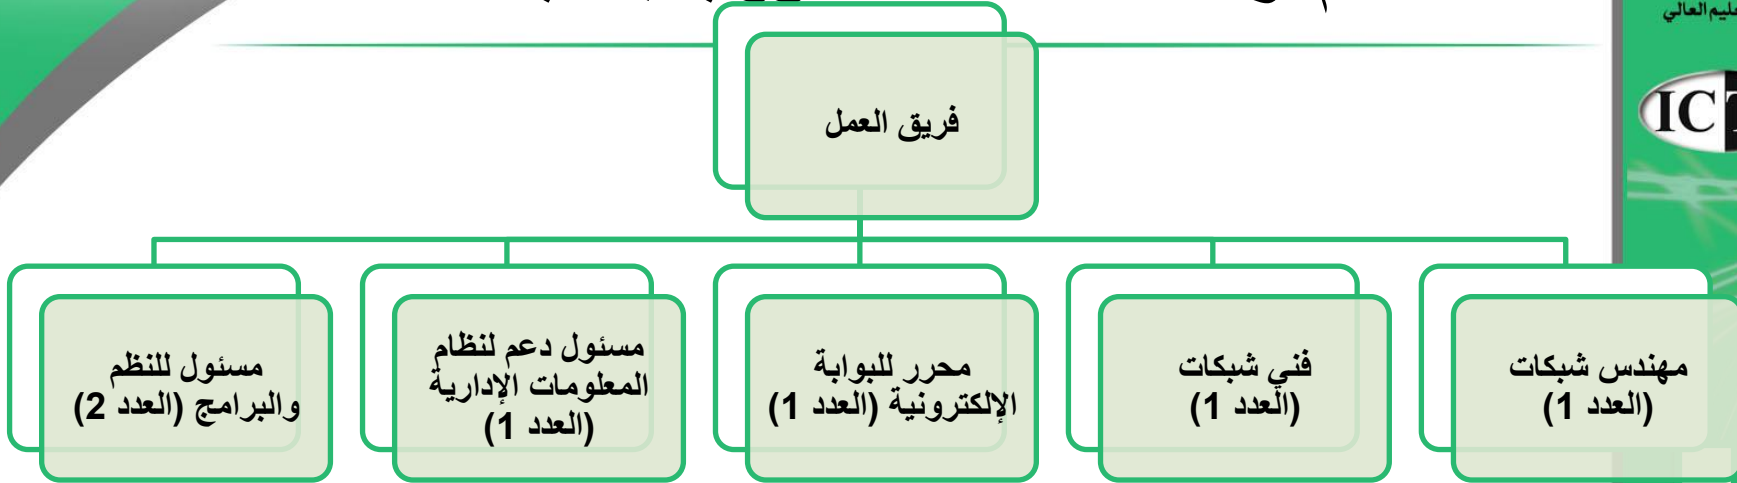 عليم العالي
IC
فريق العمل
مهندس شبكات
(العدد 1)
فني شبكات
(العدد 1)
محرر للبوابة
الإلكترونية (العدد 1)
مسئول دعم لنظام
المعلومات الإدارية
(العدد 1)
مسئول للنظم
والبرامج (العدد 2)